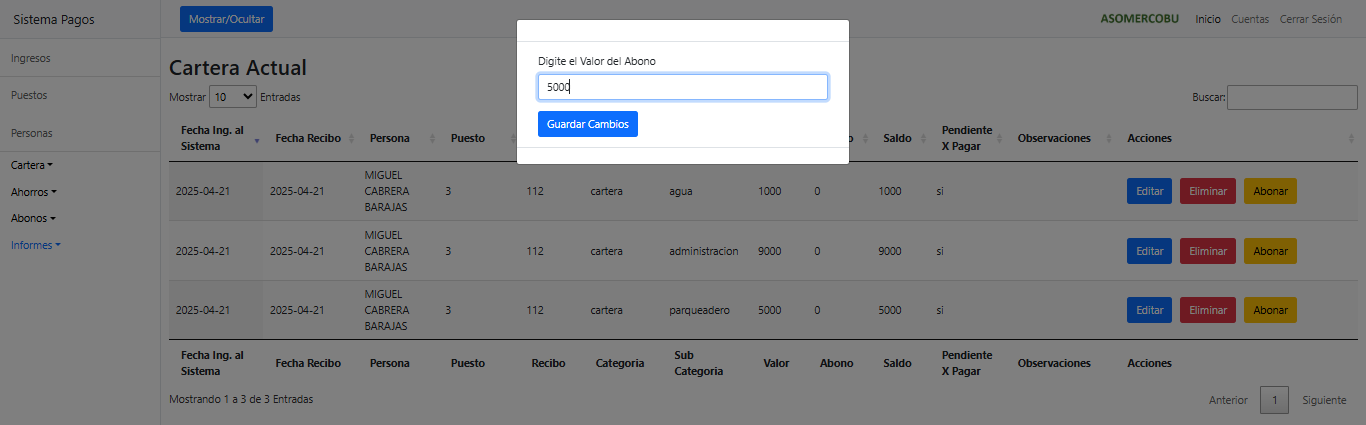 Sistema Pagos
Mostrar/Ocultar
ASOMERCOBU Inicio Cuentas Cerrar Sesión
Ingresos
Puestos
Personas
Cartera
Ahorros
Abonos
Informes
Digite el Valor del Abono
5000
Guardar Cambios
Cartera Actual
Mostrar 10 Entradas
Buscar:
Fecha Ing. al Sistema Fecha Recibo Persona Puesto o Saldo Pendiente X Pagar Observaciones Acciones
2025-04-21 2025-04-21 MIGUEL CABRERA BARAJAS 3 112 cartera agua 1000 0 1000 si Editar Eliminar Abonar
2025-04-21 2025-04-21 MIGUEL CABRERA BARAJAS 3 112 cartera administracion 9000 0 9000 si Editar Eliminar Abonar
2025-04-21 2025-04-21 MIGUEL CABRERA BARAJAS 3 112 cartera parqueadero 5000 0 5000 si Editar Eliminar Abonar
Fecha Ing. al Sistema Fecha Recibo Persona Puesto Recibo Categoria Sub Categoria Valor Abono Saldo Pendiente X Pagar Observaciones Acciones
Mostrando 1 a 3 de 3 Entradas
Anterior 1 Siguiente